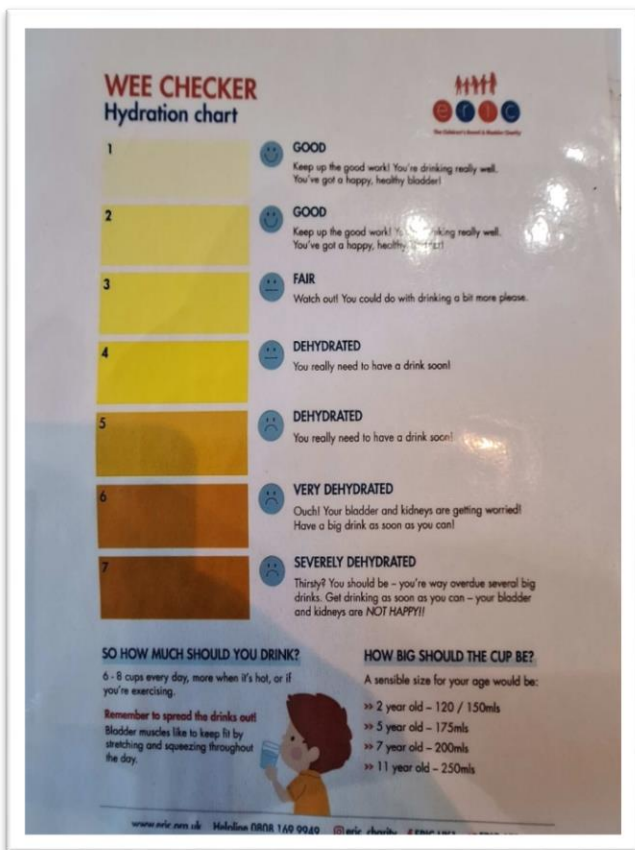 WEE CHECKER
Hydration chart
eric
The Children's Bowel & Bladder Charity
1
GOOD
Keep up the good work! You're drinking really well.
You've got a happy, healthy bladder!
2
GOOD
Keep up the good work! really well.
You've got a happy, healthy
3
FAIR
Watch out! You could do with drinking a bit more please.
4
DEHYDRATED
You really need to have a drink soon!
5
DEHYDRATED
You really need to have a drink soon!
6
VERY DEHYDRATED
Ouch! Your bladder and kidneys are getting worried!
Have a big drink as soon as you can!
7
SEVERELY DEHYDRATED
Thirsty? You should be – you're way overdue several big
drinks. Get drinking as soon as you can – your bladder
and kidneys are NOT HAPPY!!
SO HOW MUCH SHOULD YOU DRINK?
6 - 8 cups every day, more when it's hot, or if
you're exercising.
Remember to spread the drinks out!
Bladder muscles like to keep fit by
stretching and squeezing throughout
the day.
HOW BIG SHOULD THE CUP BE?
A sensible size for your age would be:
>> 2 year old – 120 / 150mls
>> 5 year old – 175mls
>> 7 year old – 200mls
>> 11 year old – 250mls
www.eric.org.uk Helpline 0808 169 9949 eric_charity